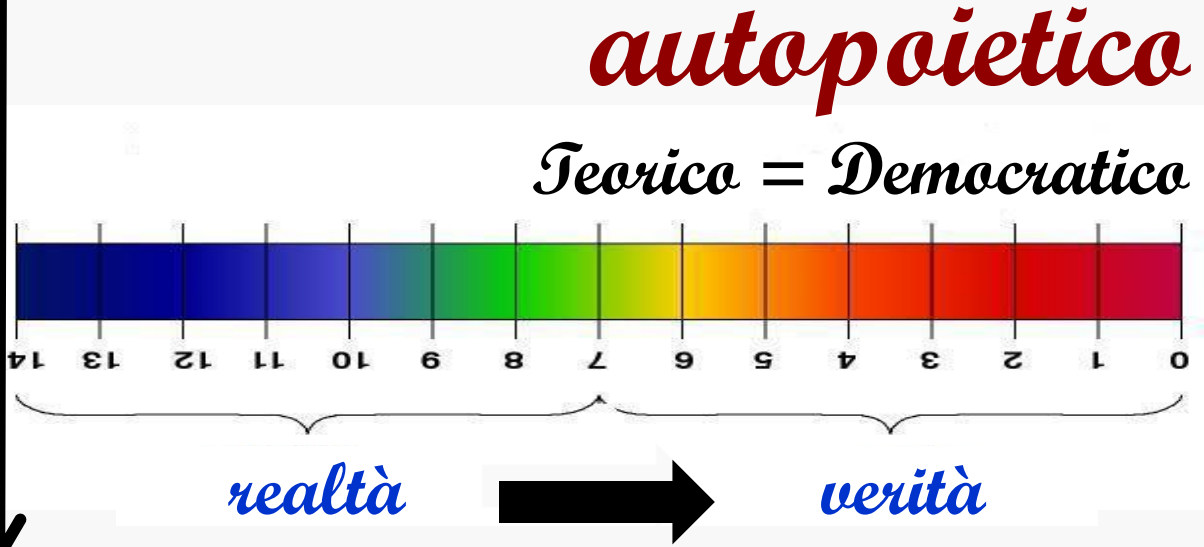 autopoietico
Teorico = Democratico
14 13 12 11 10 9 8 7 6 5 4 3 2 1 0
realtà verità